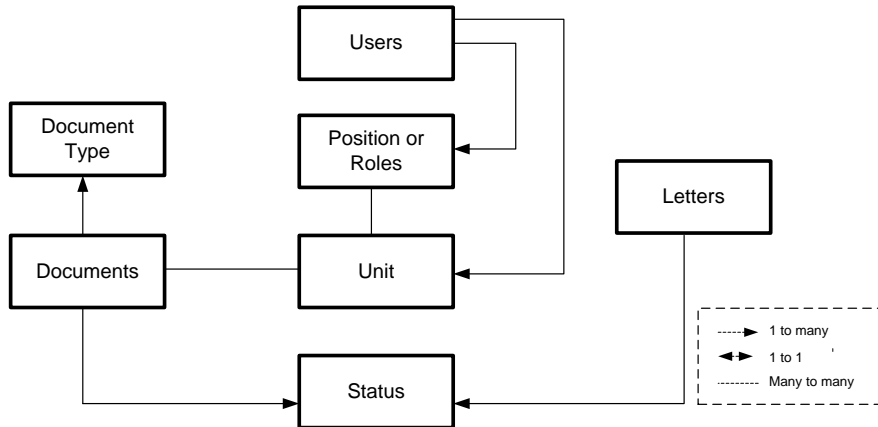 Users
Document
Type
Position or
Roles
Letters
Documents
Unit
Status
1 to many
1 to 1 '
Many to many